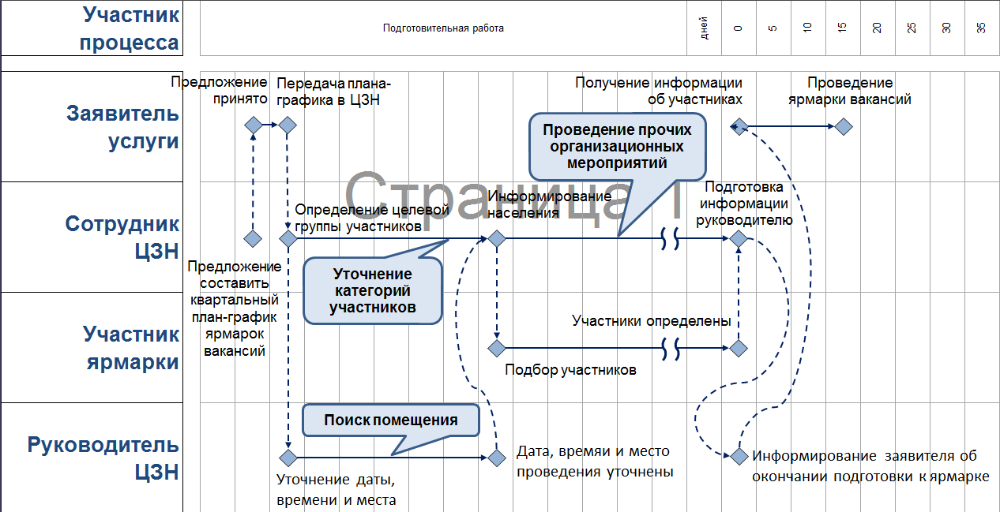 Участник
процесса
Подготовительная работа
дней
0
5
10
15
20
25
30
35
Заявитель
услуги
Предложение
принято
Передача плана-
графика в ЦЗН
Получение информации
об участниках
Проведение
ярмарки вакансий
Проведение прочих
организационных
мероприятий
Сотрудник
ЦЗН
Страница 1
Определение целевой
группы участников
Информирование
населения
Подготовка
информации
руководителю
Предложение
составить
квартальный
план-график
ярмарок
вакансий
Уточнение
категорий
участников
Участник
ярмарки
Участники определены
Подбор участников
Руководитель
ЦЗН
Поиск помещения
Уточнение даты,
времени и места
Дата, времяи и место
проведения уточнены
Информирование заявителя об
окончании подготовки к ярмарке